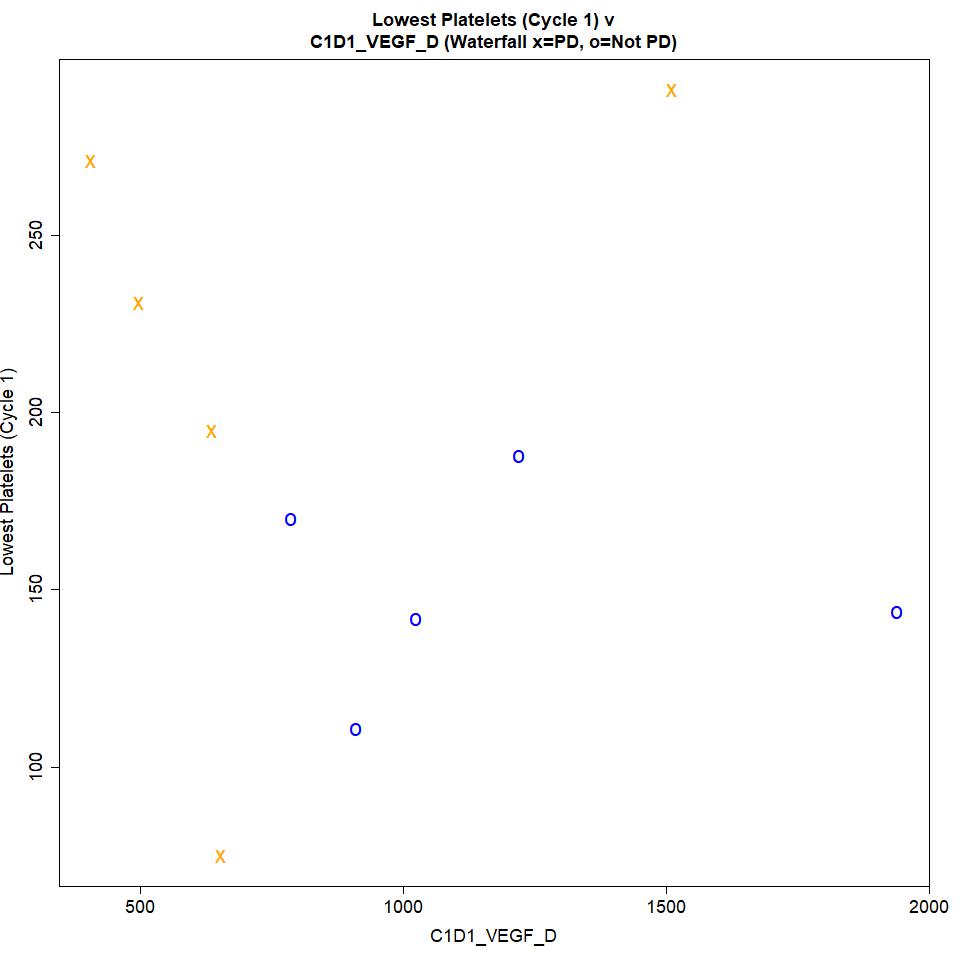 Lowest Platelets (Cycle 1) v
C1D1_VEGF_D (Waterfall x=PD, o=Not PD)
Lowest Platelets (Cycle 1)
250
200
150
100
X
X
X
X
X
O
O
O
O
O
500
1000
1500
2000
C1D1_VEGF_D